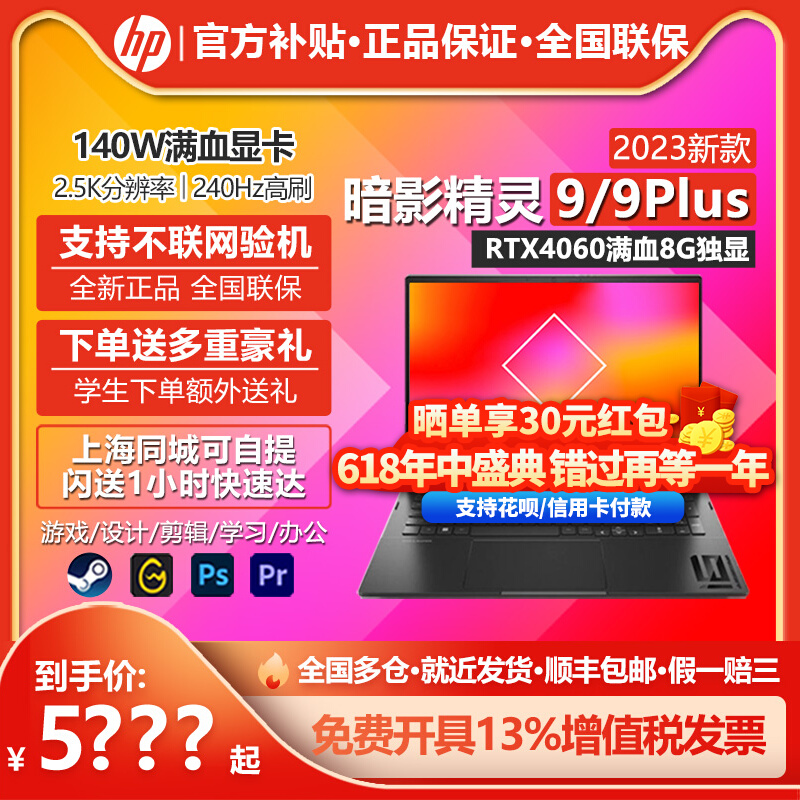 hp 官方补贴·正品保证·全国联保
140W满血显卡
2.5K分辨率|240Hz高刷
支持不联网验机
全新正品 全国联保
下单送多重豪礼
学生下单额外送礼
上海同城可自提
闪送1小时快速达
游戏/设计/剪辑/学习/办公
Ps Pr
2023新款
暗影精灵 9/9Plus
RTX4060满血8G独显
晒单享30元红包
618年中盛典 错过再等一年
支持花呗/信用卡付款
到手价:
¥5???起
全国多仓·就近发货·顺丰包邮·假一赔三
免费开具13%增值税发票